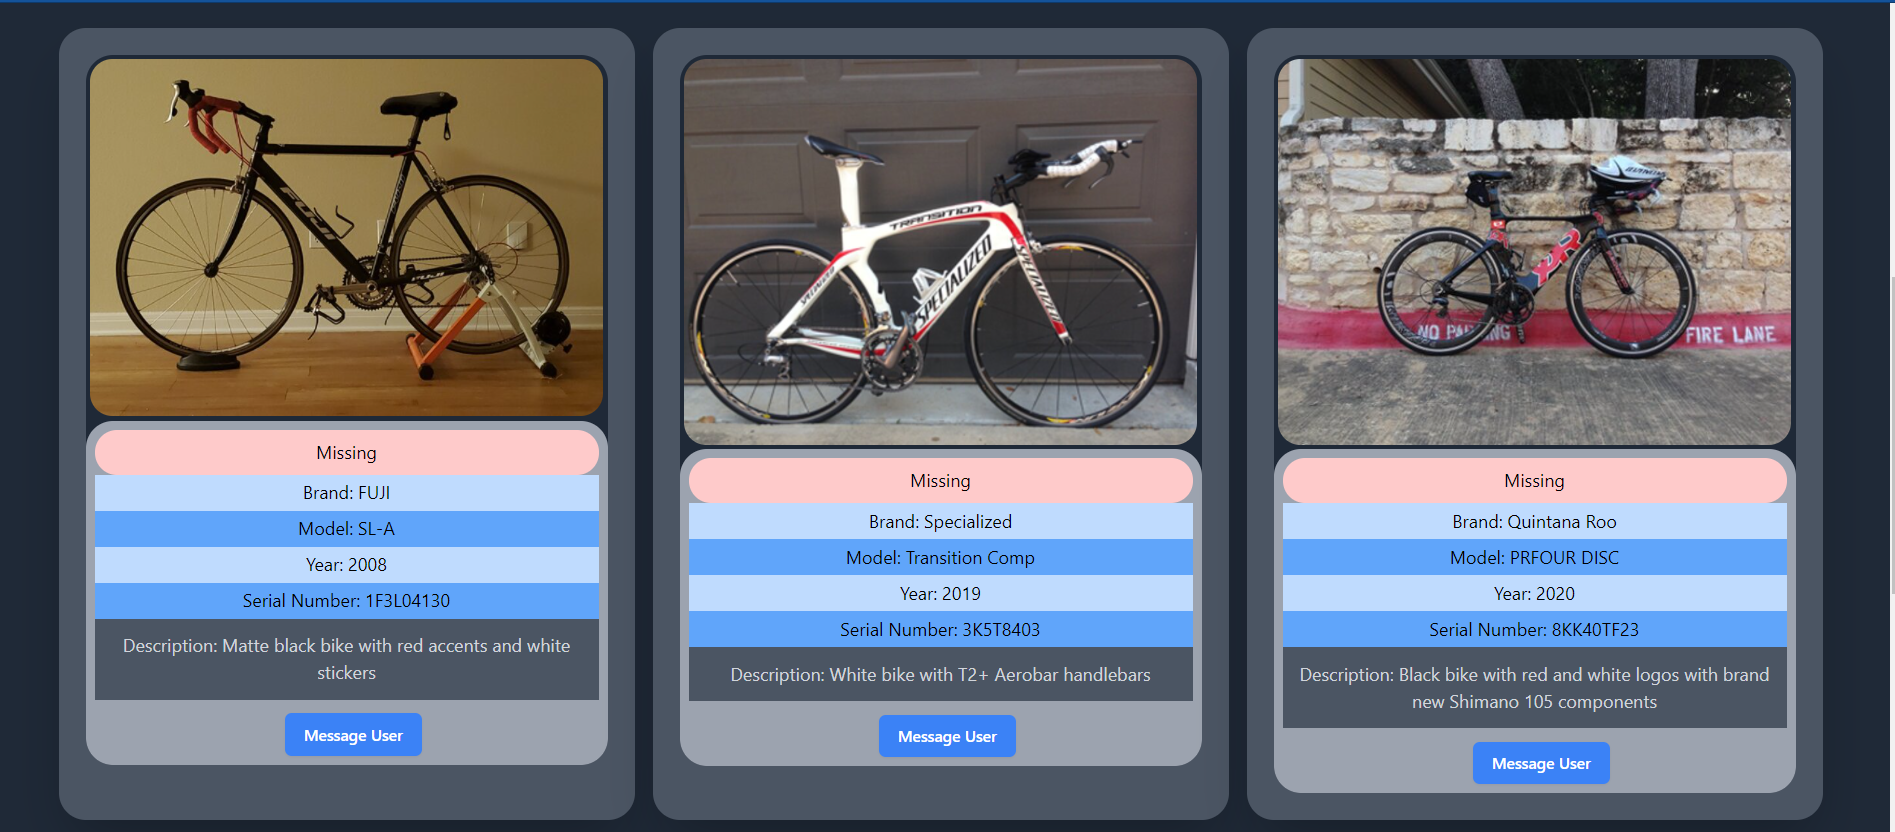 FUJI
FUJI
Missing
Brand: FUJI
Model: SL-A
Year: 2008
Serial Number: 1F3L04130
Description: Matte black bike with red accents and white
stickers
Message User
TRANSITION
SPECIALIZED
SPECIALIZED
SPECIALIZED
Missing
Brand: Specialized
Model: Transition Comp
Year: 2019
Serial Number: 3K5T8403
Description: White bike with T2+ Aerobar handlebars
Message User
NO PARKING
FIRE LANE
Missing
Brand: Quintana Roo
Model: PRFOUR DISC
Year: 2020
Serial Number: 8KK40TF23
Description: Black bike with red and white logos with brand
new Shimano 105 components
Message User